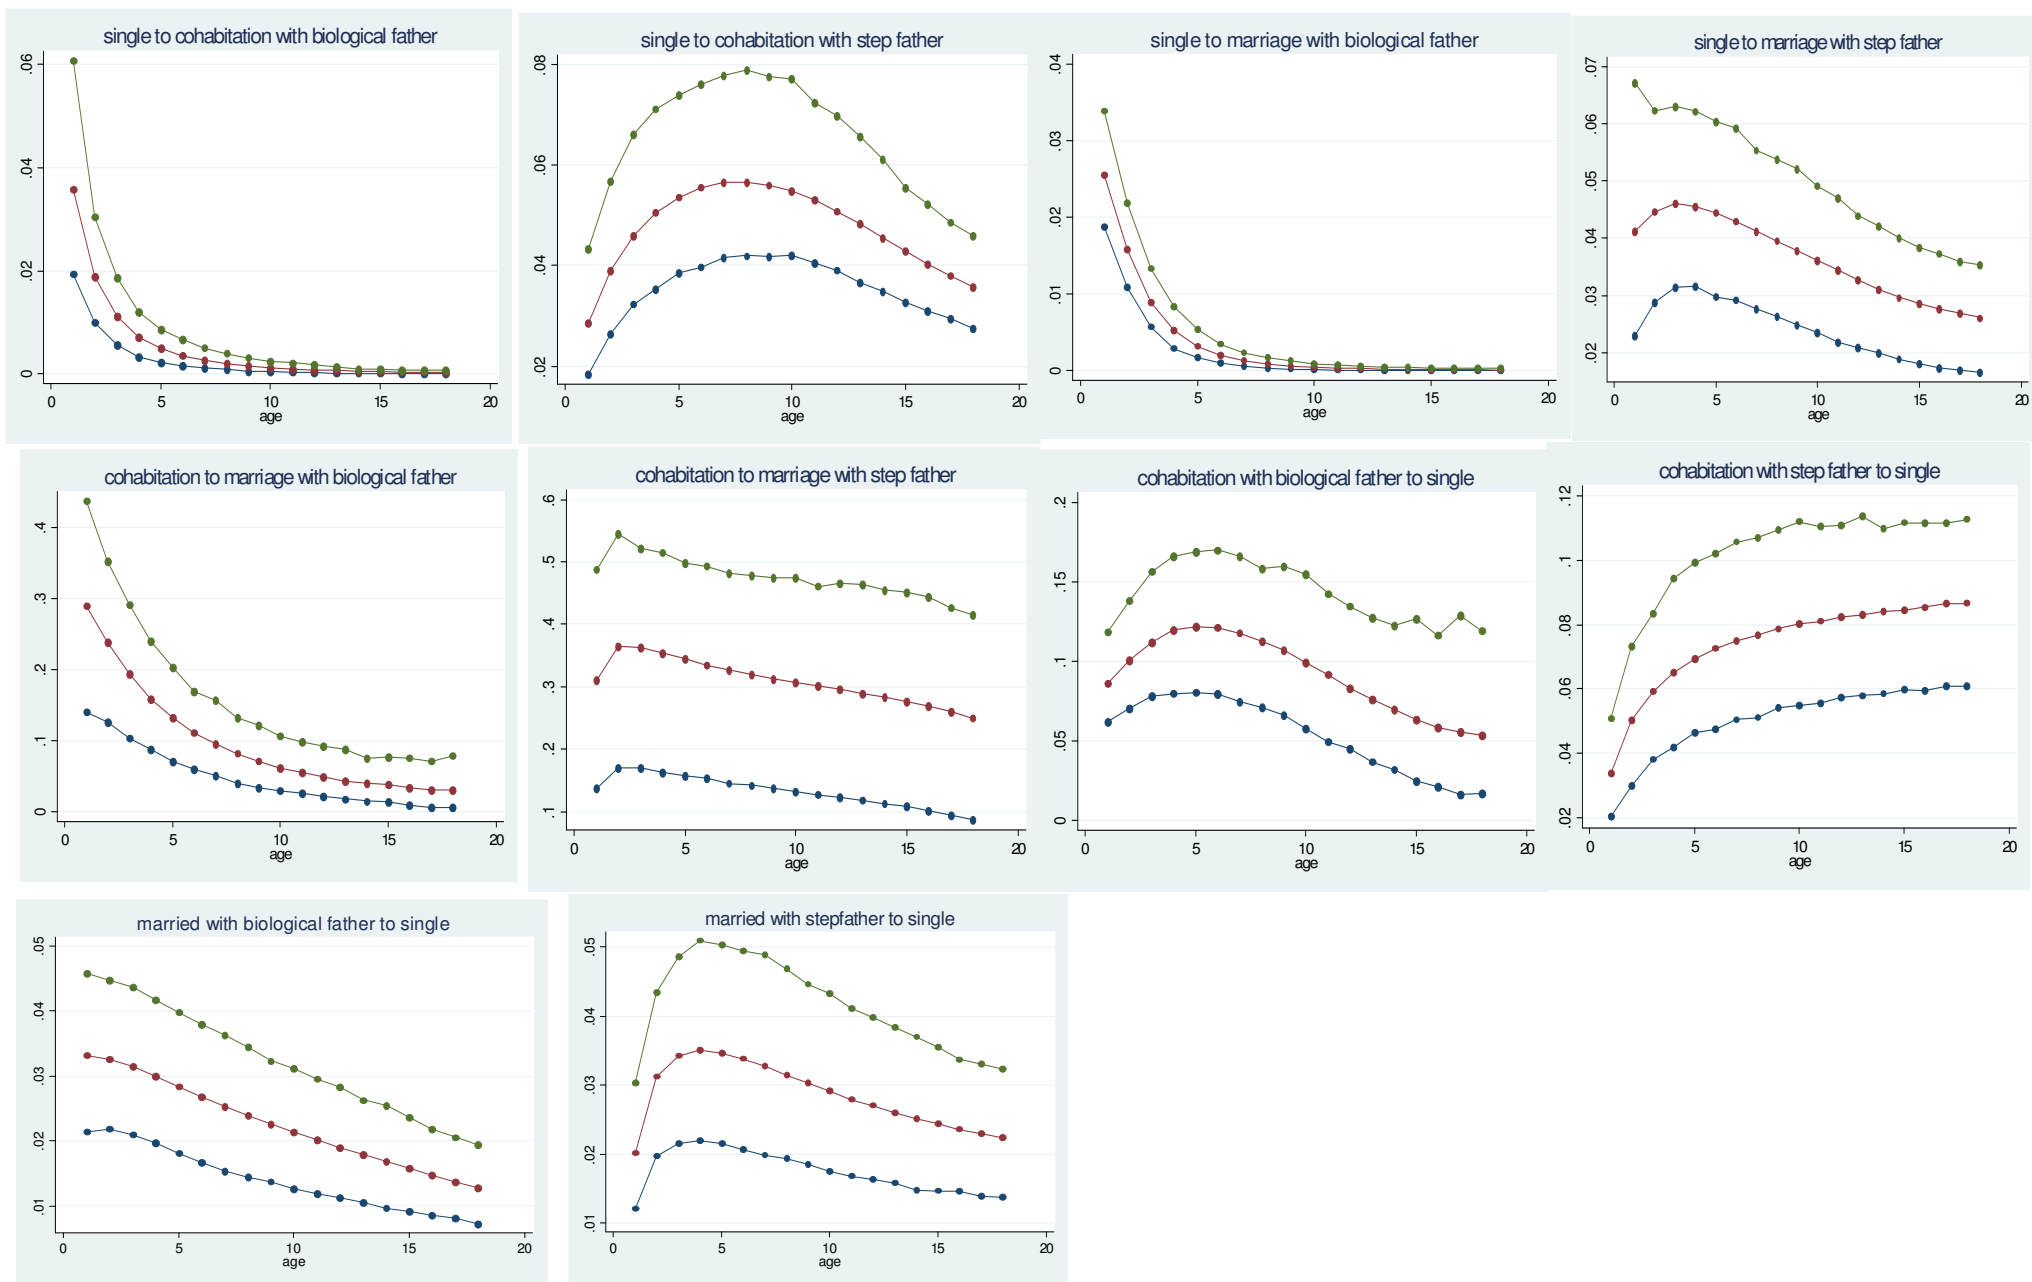 single to cohabitation with biological father
.06
.04
.02
0
0 5 10 15 20
age
single to cohabitation with step father
.08
.06
.04
.02
0 5 10 15 20
age
single to marriage with biological father
.04
.03
.02
.01
0
0 5 10 15 20
age
single to marriage with step father
.07
.06
.05
.04
.03
.02
0 5 10 15 20
age
cohabitation to marriage with biological father
.4
.3
.2
.1
0
0 5 10 15 20
age
cohabitation to marriage with step father
.6
.5
.4
.3
.2
.1
0 5 10 15 20
age
cohabitation with biological father to single
.2
.15
.1
.05
0
0 5 10 15 20
age
cohabitation with step father to single
.12
.1
.08
.06
.04
.02
0 5 10 15 20
age
married with biological father to single
.05
.04
.03
.02
.01
0 5 10 15 20
age
married with stepfather to single
.05
.04
.03
.02
.01
0 5 10 15 20
age